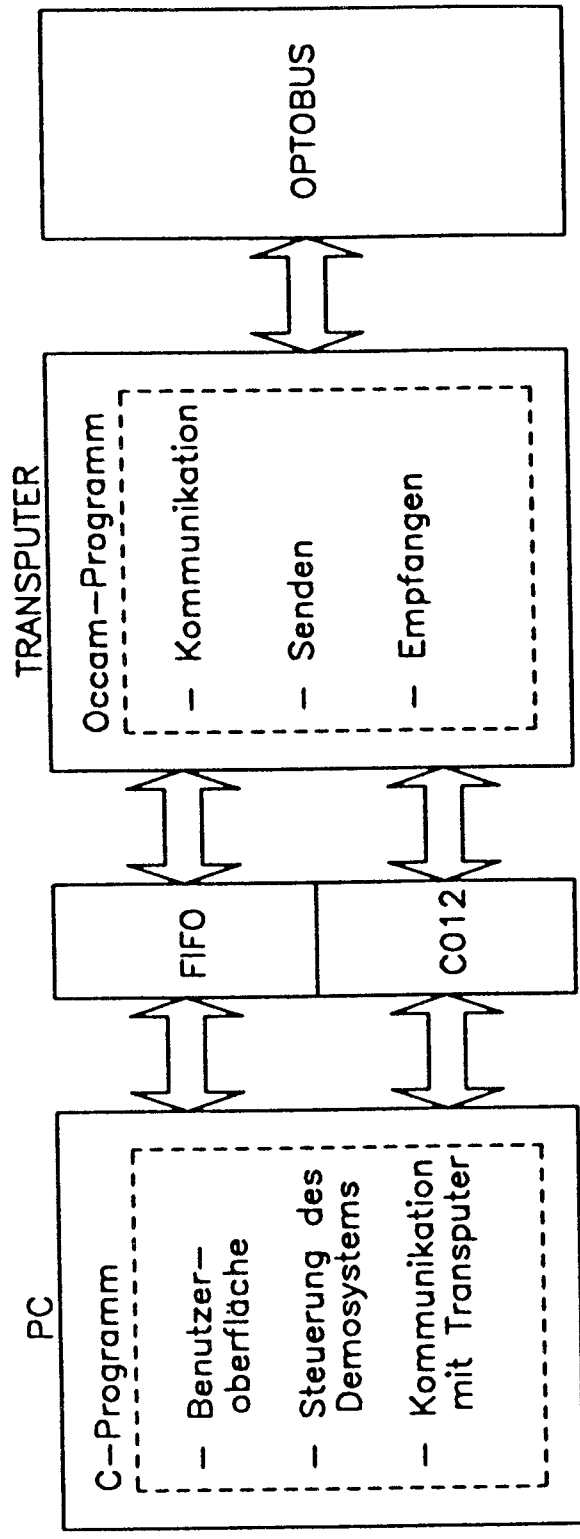 PC
C–Programm
– Benutzer–
oberfläche
– Steuerung des
Demosystems
– Kommunikation
mit Transputer
FIFO
C012
TRANSPUTER
Occam–Programm
– Kommunikation
– Senden
– Empfangen
OPTOBUS